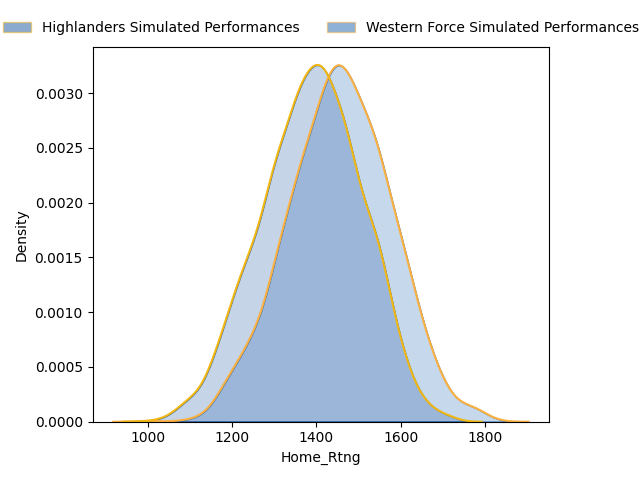 Highlanders Simulated Performances Western Force Simulated Performances
0.0030
0.0025
0.0020
0.0015
0.0010
0.0005
0.0000
Density
1000 1200 1400 1600 1800
Home_Rtng